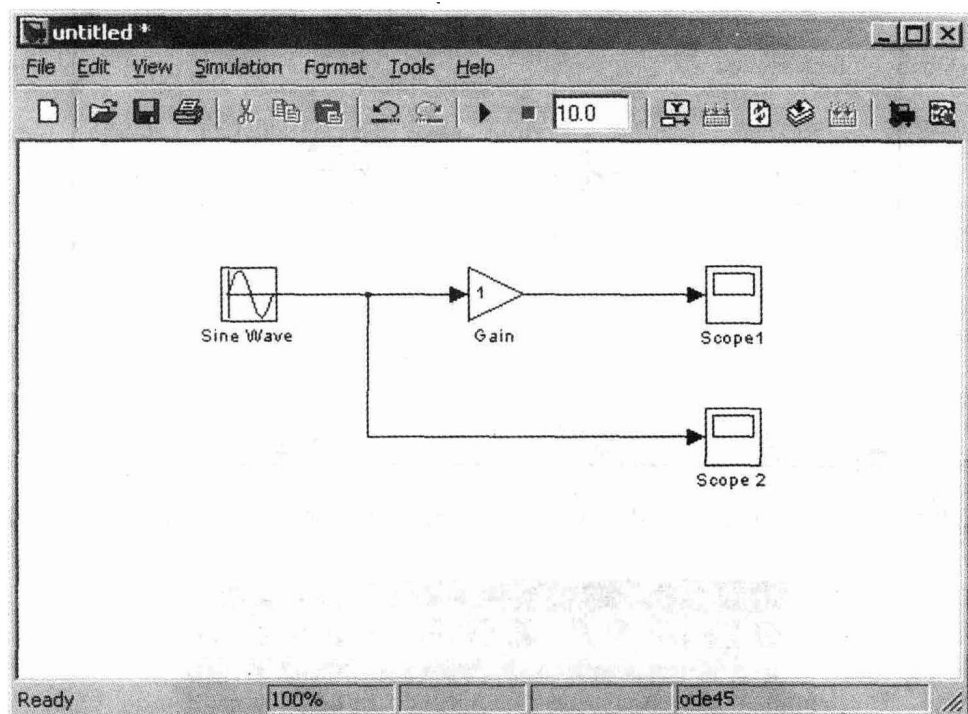 untitled *
File Edit View Simulation Format Tools Help
10.0
1
Sine Wave
Gain
Scope1
Scope 2
Ready 100% ode45